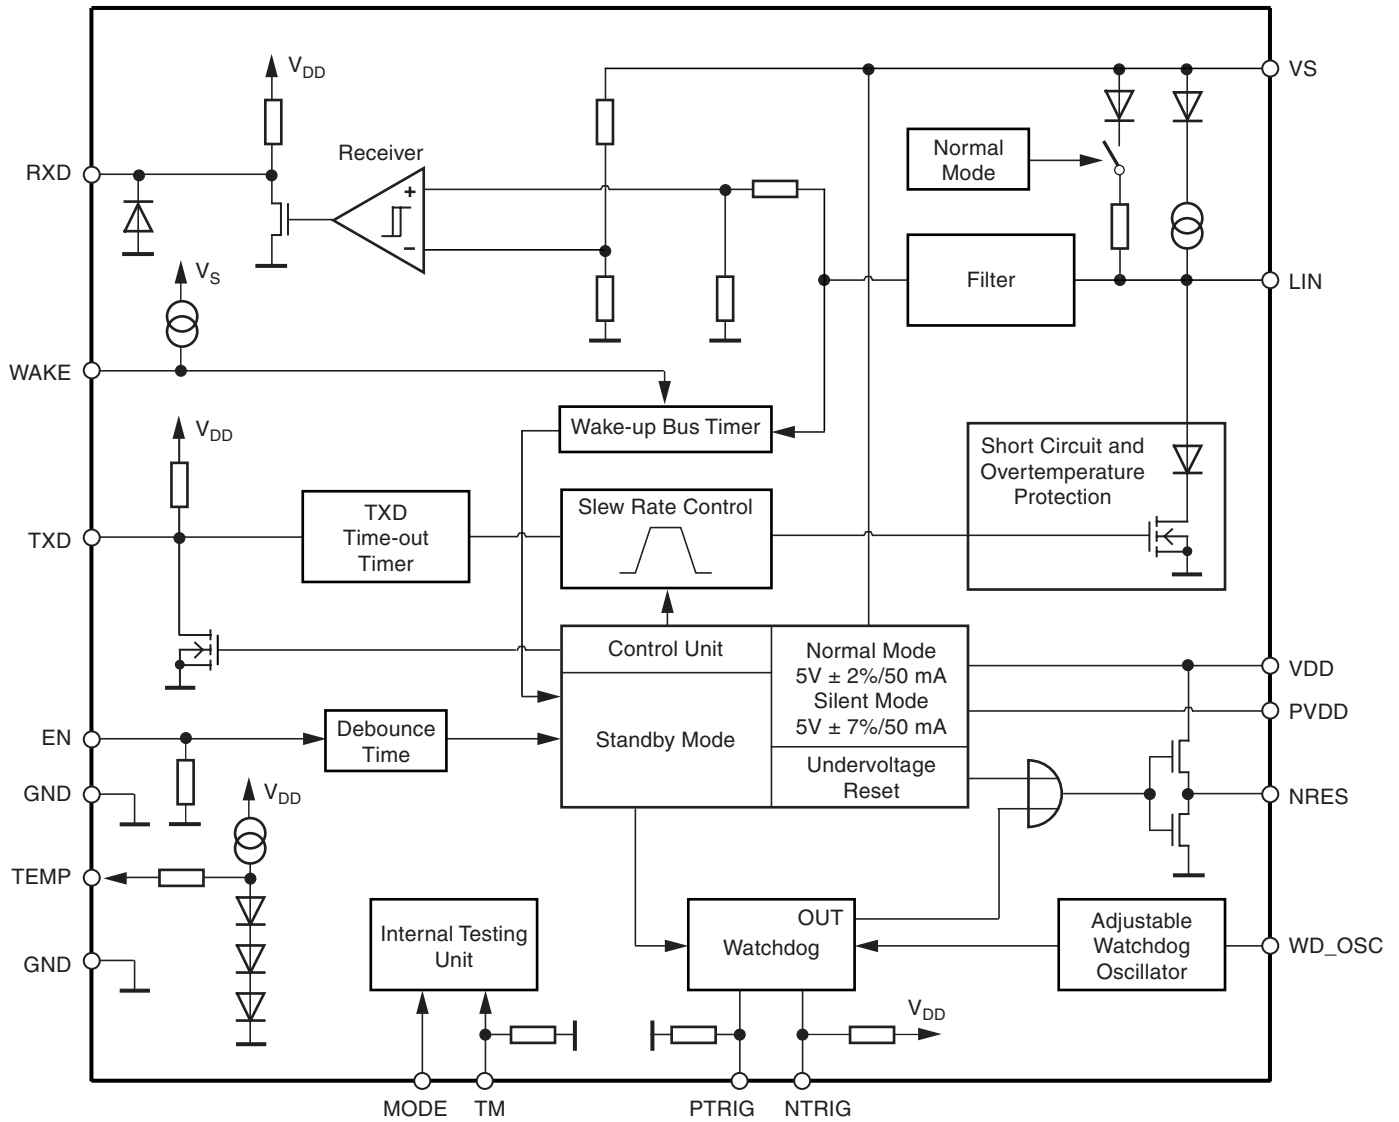 VDD
VS
RXD
Receiver
+
−
Normal
Mode
VS
Filter
LIN
WAKE
Wake-up Bus Timer
VDD
Short Circuit and
Overtemperature
Protection
TXD
TXD
Time-out
Timer
Slew Rate Control
Control Unit
Normal Mode
5V ± 2%/50 mA
Silent Mode
5V ± 7%/50 mA
VDD
PVDD
EN
Debounce
Time
Standby Mode
Undervoltage
Reset
GND
VDD
NRES
TEMP
Internal Testing
Unit
OUT
Watchdog
Adjustable
Watchdog
Oscillator
WD_OSC
GND
VDD
MODE
TM
PTRIG
NTRIG